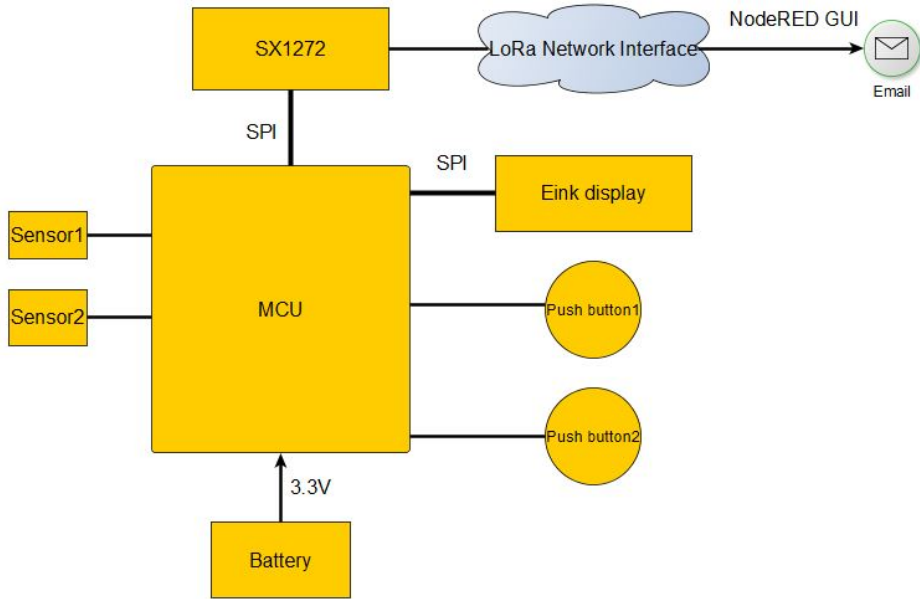 NodeRED GUI
SX1272
LoRa Network Interface
Email
SPI
SPI
Eink display
Sensor1
Sensor2
MCU
Push button1
Push button2
3.3V
Battery